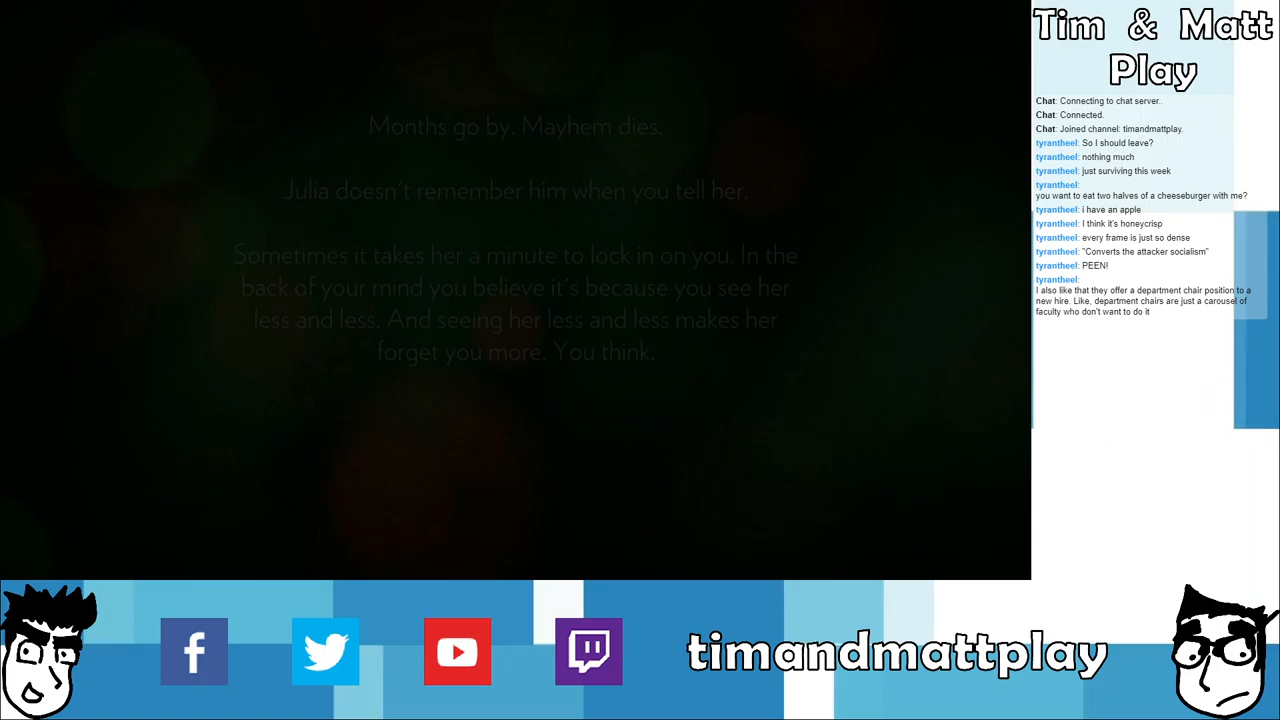 Months go by. Mayhem dies.
Julia doesn't remember him when you tell her.
Sometimes it takes her a minute to lock in on you. In the
back of your mind you believe it's because you see her
less and less. And seeing her less and less makes her
forget you more. You think.
Tim & Matt
Play
Chat: Connecting to chat server..
Chat: Connected.
Chat: Joined channel: timandmattplay.
tyrantheel: So I should leave?
tyrantheel: nothing much
tyrantheel: just surviving this week
tyrantheel:
you want to eat two halves of a cheeseburger with me?
tyrantheel: i have an apple
tyrantheel: I think it's honeycrisp
tyrantheel: every frame is just so dense
tyrantheel: "Converts the attacker socialism"
tyrantheel: PEEN!
tyrantheel:
I also like that they offer a department chair position to a
new hire. Like, department chairs are just a carousel of
faculty who don't want to do it
timandmattplay